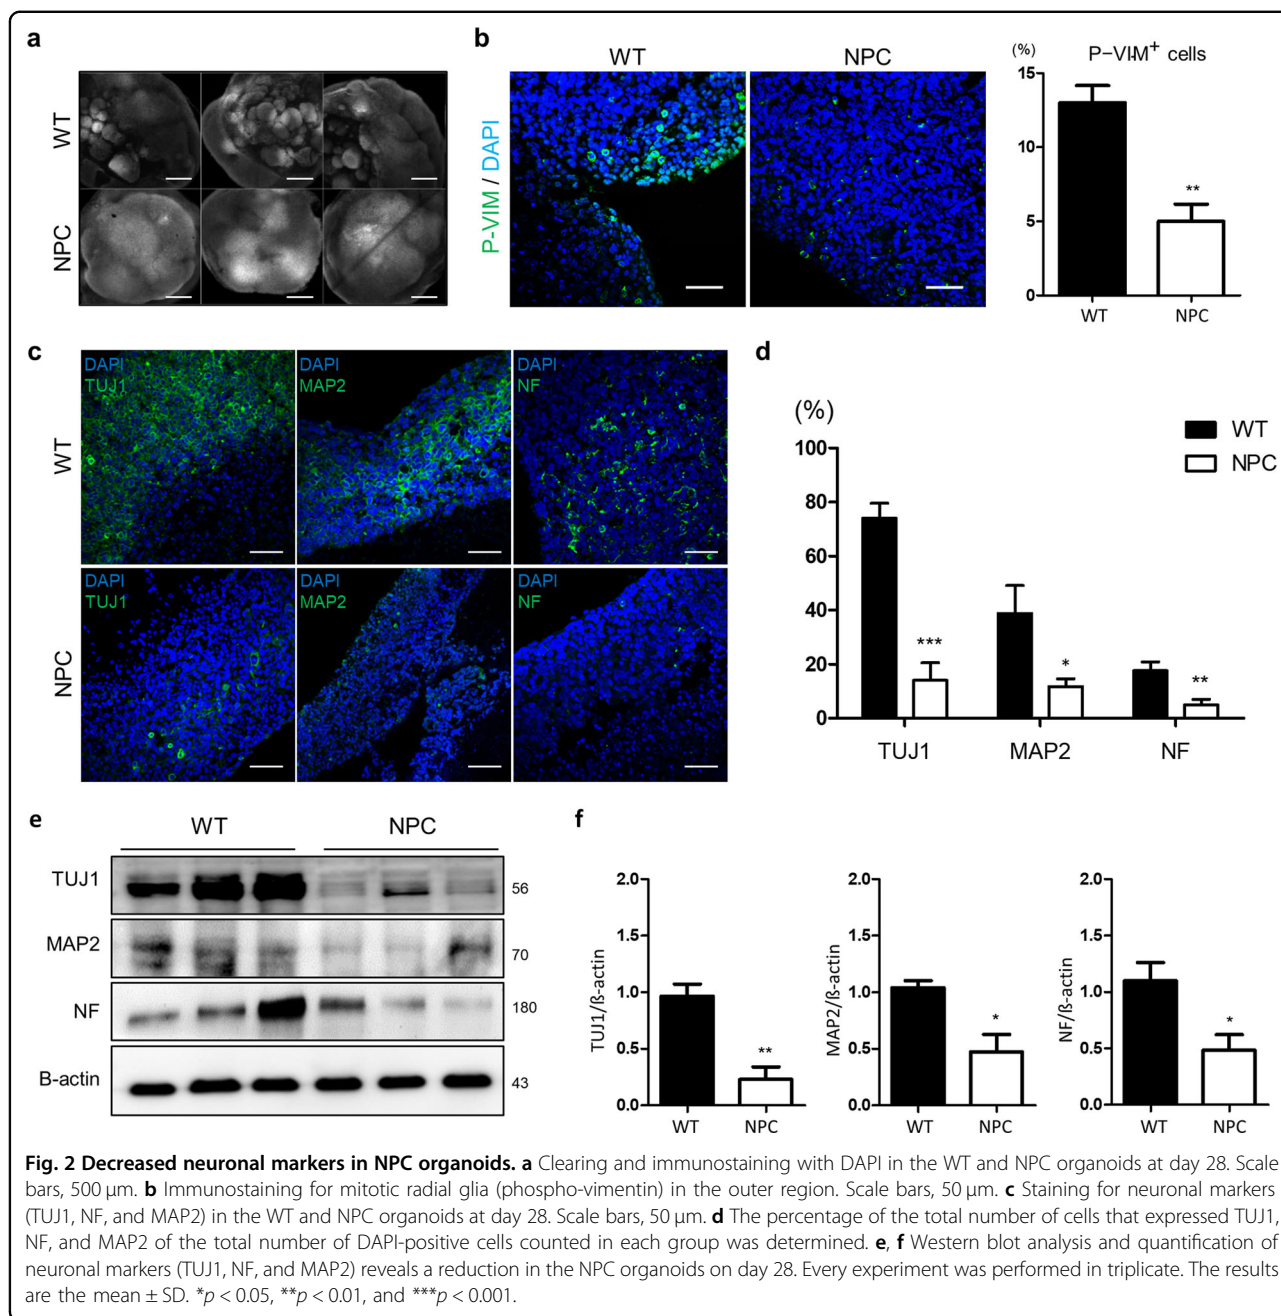 a
WT
NPC
b
WT
NPC
P-VIM / DAPI
(%)
P-VIM+ cells
15
10
5
0
WT
NPC
**
c
DAPI
TUJ1
DAPI
MAP2
DAPI
NF
WT
DAPI
TUJ1
DAPI
MAP2
DAPI
NF
NPC
d
(%)
WT
NPC
100
80
60
40
20
0
***
*
**
TUJ1
MAP2
NF
e
WT
NPC
TUJ1
56
MAP2
70
NF
180
B-actin
43
f
TUJ1/ß-actin
2.0
1.5
1.0
0.5
0.0
**
WT
NPC
MAP2/ß-actin
2.0
1.5
1.0
0.5
0.0
*
WT
NPC
NF/ß-actin
2.0
1.5
1.0
0.5
0.0
*
WT
NPC
Fig. 2 Decreased neuronal markers in NPC organoid. a Clearing and immunostaining with DAPI in the WT and NPC organoids at day 28. Scale
bars, 500 µm. b Immunostaining for mitotic radial glia (phospho-vimentin) in the outer region. Scale bars, 50 µm. c Staining for neuronal markers
(TUJ1, NF, and MAP2) in the WT and NPC organoids at day 28. Scale bars, 50 µm. d The percentage of the total number of cells that expressed TUJ1,
NF, and MAP2 of the total number of DAPI-positive cells counted in each group was determined. e, f Western blot analysis and quantification of
neuronal markers (TUJ1, NF, and MAP2) reveals a reduction in the NPC organoids on day 28. Every experiment was performed in triplicate. The results
are the mean ± SD. *p < 0.05, **p < 0.01, and ***p < 0.001.